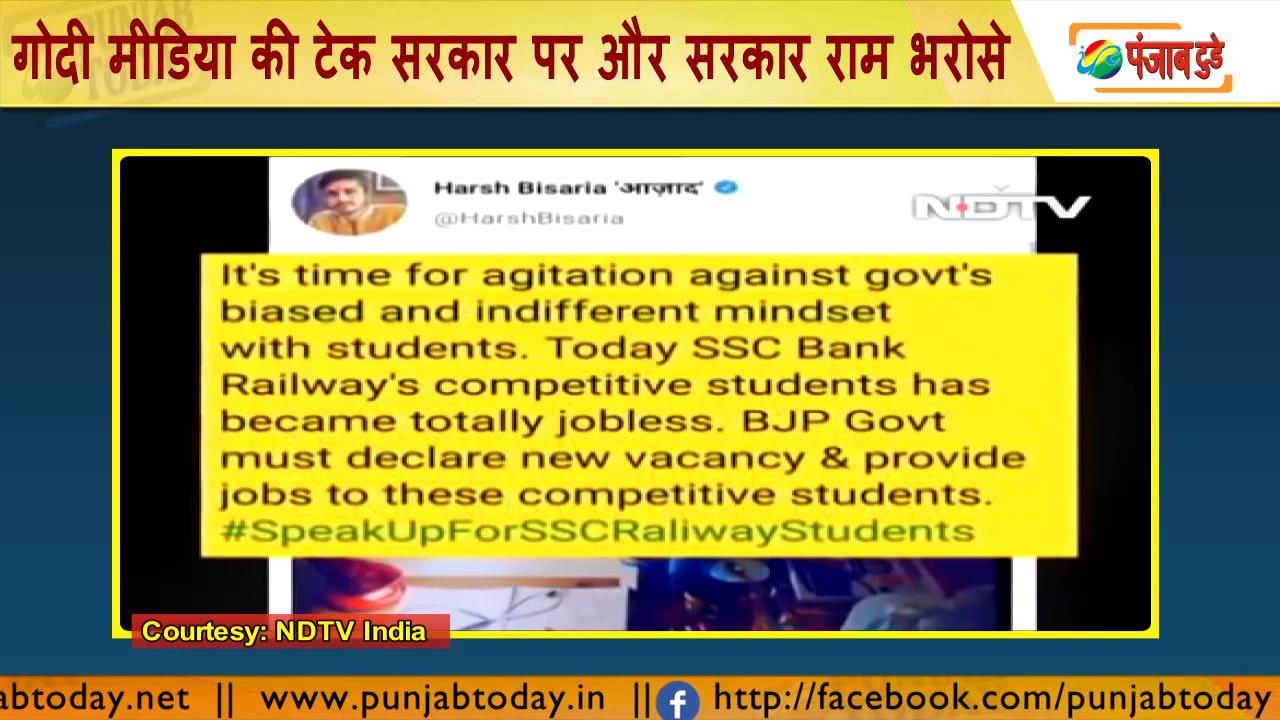 गोदी मीडिया की टेक सरकार पर और सरकार राम भरोसे
पंजाब टुडे
Harsh Bisaria 'आज़ाद'
@HarshBisaria
NDTV
It's time for agitation against govt's
biased and indifferent mindset
with students. Today SSC Bank
Railway's competitive students has
became totally jobless. BJP Govt
must declare new vacancy & provide
jobs to these competitive students.
#SpeakUpForSSCRaliwayStudents
Courtesy: NDTV India
abtoday.net || www.punjabtoday.in || f http://facebook.com/punjabtoday